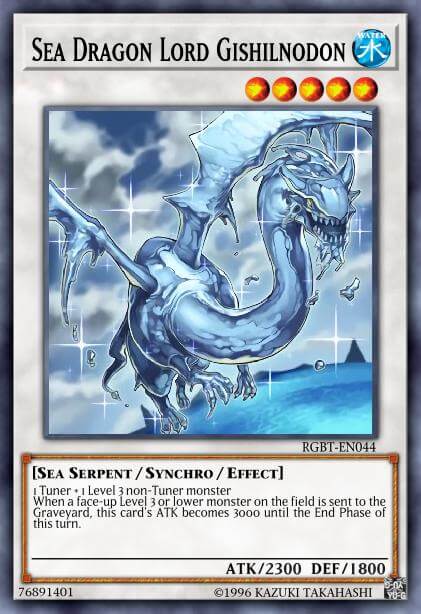 Sea Dragon Lord Gishilnodon
WATER
水
RGBT-EN044
[Sea Serpent / Synchro / Effect]
1 Tuner + 1 Level 3 non-Tuner monster
When a face-up Level 3 or lower monster on the field is sent to the
Graveyard, this card's ATK becomes 3000 until the End Phase of
this turn.
ATK/2300 DEF/1800
76891401
©1996 KAZUKI TAKAHASHI